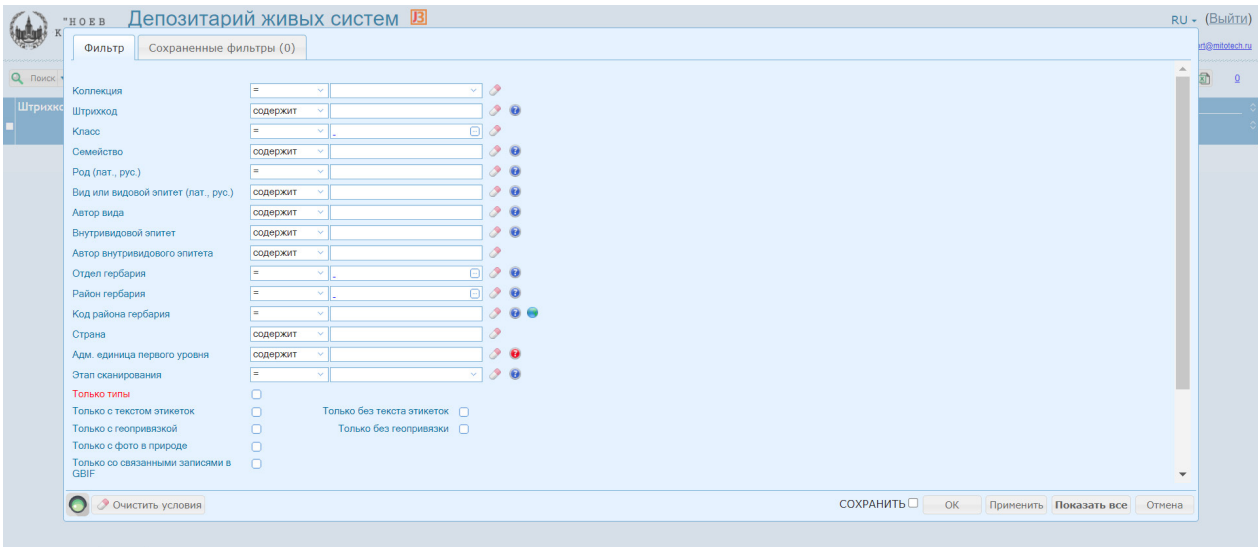 "НОЕВ Депозитарий живых систем RU (Выйти)
К
Фильтр Сохраненные фильтры (0) rt@mitotech.ru
Поиск 0
Штрихко
Коллекция =
Штрихкод содержит
Класс = _
Семейство содержит
Род (лат., рус.) =
Вид или видовой эпитет (лат., рус.) содержит
Автор вида содержит
Внутривидовой эпитет содержит
Автор внутривидового эпитета содержит
Отдел гербария = _
Район гербария = _
Код района гербария =
Страна содержит
Адм. единица первого уровня содержит
Этап сканирования =
Только типы
Только с текстом этикеток Только без текста этикеток
Только с геопривязкой Только без геопривязки
Только с фото в природе
Только со связанными записями в
GBIF
Очистить условия СОХРАНИТЬ OK Применить Показать все Отмена